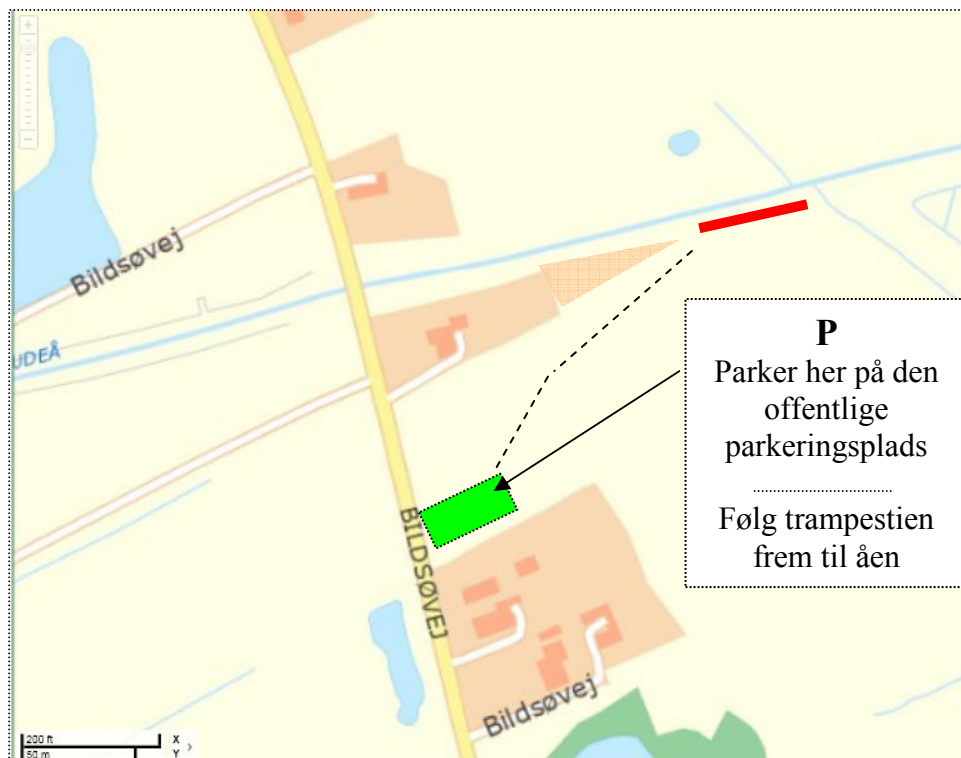 Bildsøvej
UDEÅ
P
Parker her på den
offentlige
parkeringsplads
Følg trampestien
frem til åen
BILDSØVEJ
Bildsøvej
200 ft
50 m
X
Y